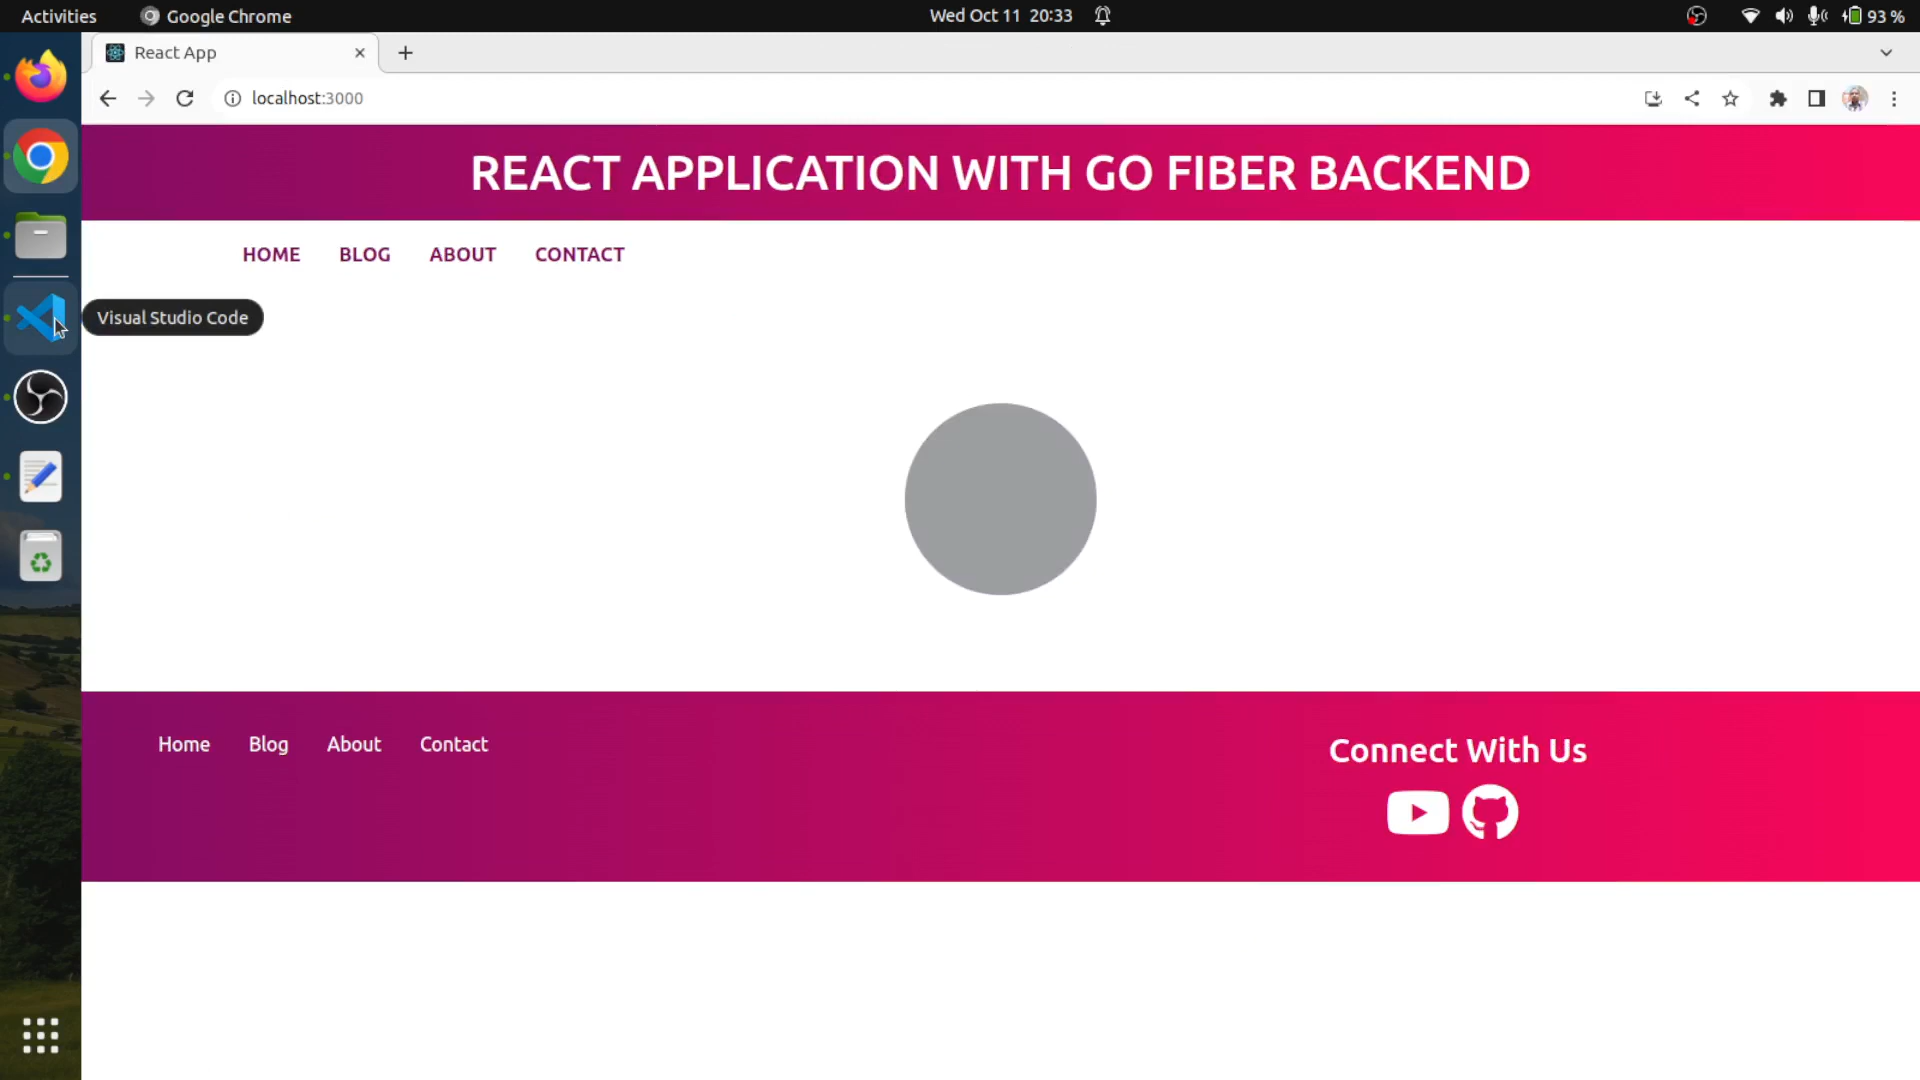 Activities
Google Chrome
Wed Oct 11 20:33
93 %
React App
localhost:3000
REACT APPLICATION WITH GO FIBER BACKEND
HOME BLOG ABOUT CONTACT
Visual Studio Code
Home Blog About Contact
Connect With Us